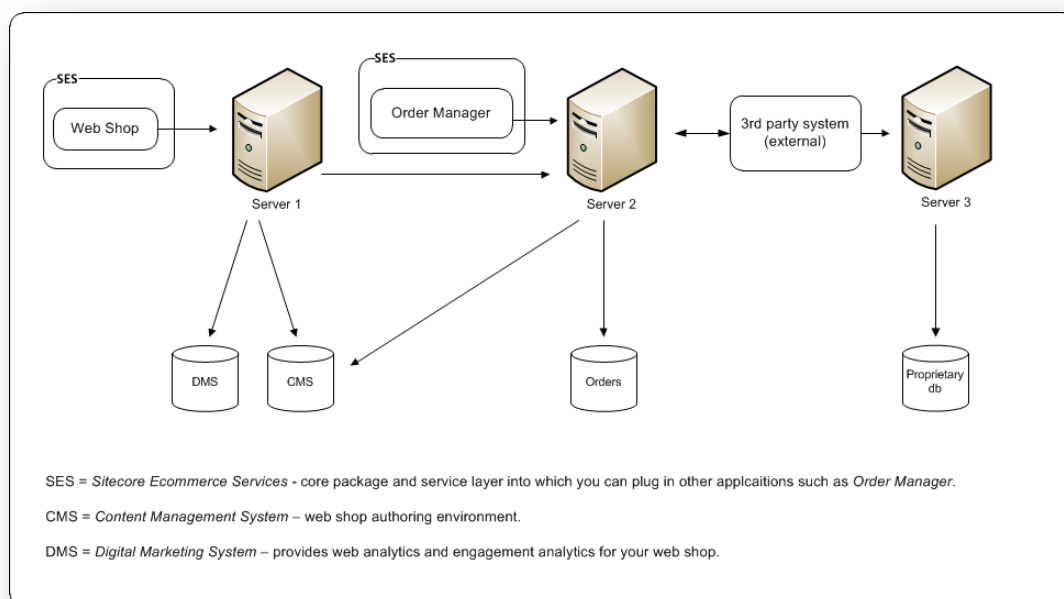 SES
Web Shop
SES
Order Manager
3rd party system
(external)
Server 1
Server 2
Server 3
DMS
CMS
Orders
Proprietary
db
SES = Sitecore Ecommerce Services - core package and service layer into which you can plug in other applcaitions such as Order Manager.
CMS = Content Management System – web shop authoring environment.
DMS = Digital Marketing System – provides web analytics and engagement analytics for your web shop.